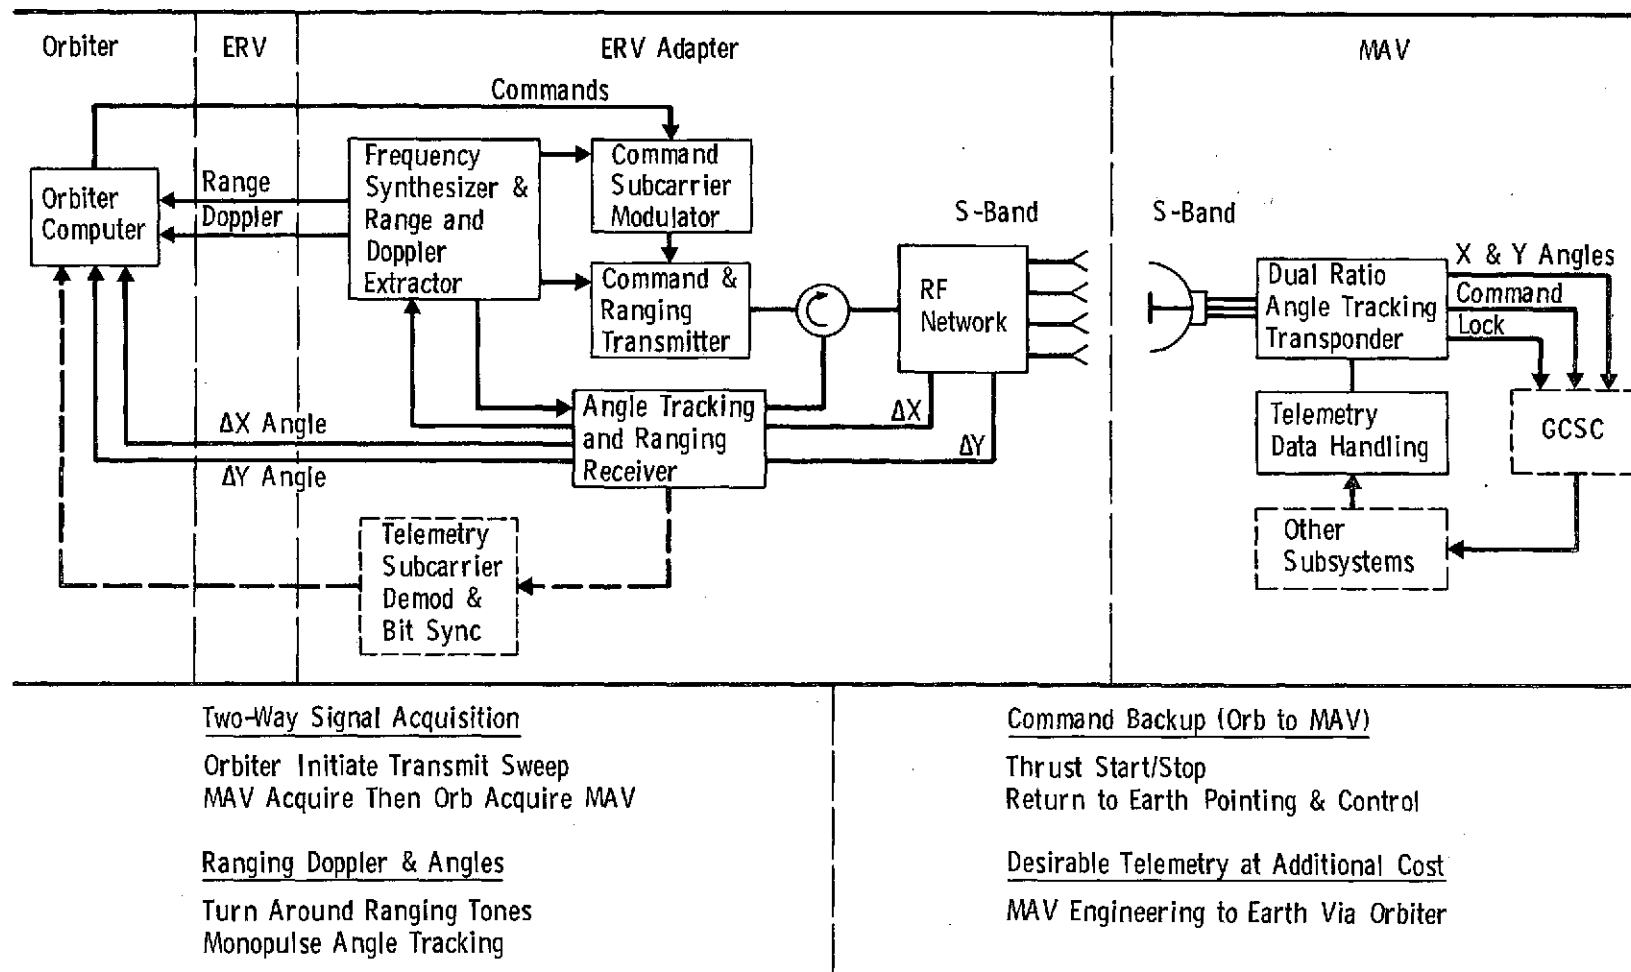 Orbiter
ERV
ERV Adapter
MAV
Commands
Orbiter
Computer
Range
Doppler
Frequency
Synthesizer &
Range and
Doppler
Extractor
Command
Subcarrier
Modulator
Command &
Ranging
Transmitter
S-Band
RF
Network
S-Band
Dual Ratio
Angle Tracking
Transponder
X & Y Angles
Command
Lock
Angle Tracking
and Ranging
Receiver
ΔX
ΔY
ΔX Angle
ΔY Angle
Telemetry
Data Handling
GCSC
Other
Subsystems
Telemetry
Subcarrier
Demod &
Bit Sync
Two-Way Signal Acquisition
Orbiter Initiate Transmit Sweep
MAV Acquire Then Orb Acquire MAV
Ranging Doppler & Angles
Turn Around Ranging Tones
Monopulse Angle Tracking
Command Backup (Orb to MAV)
Thrust Start/Stop
Return to Earth Pointing & Control
Desirable Telemetry at Additional Cost
MAV Engineering to Earth Via Orbiter